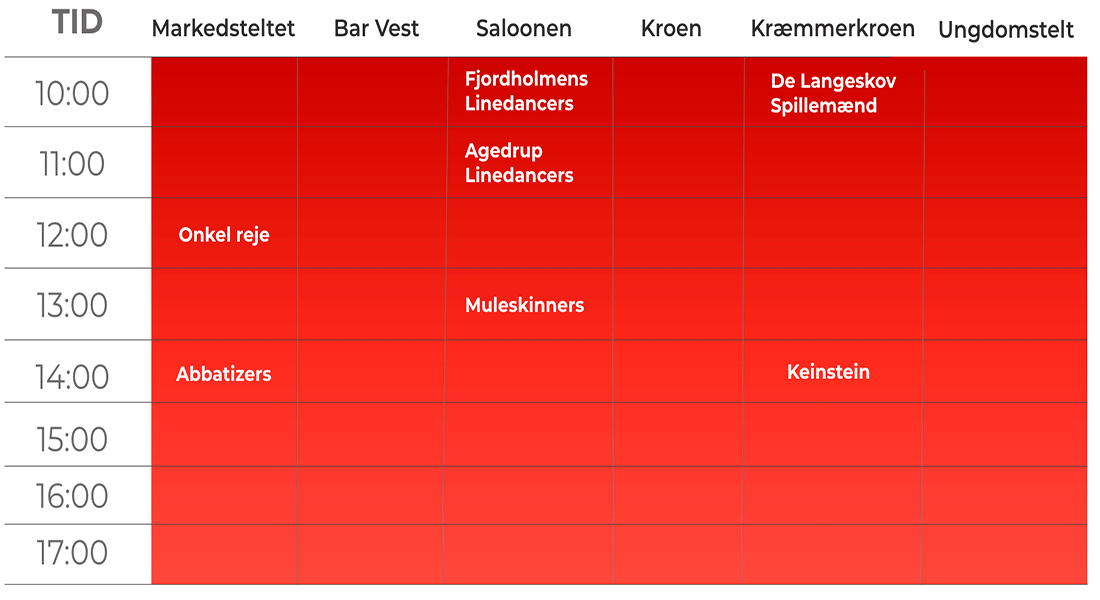 TID
Markedsteltet
Bar Vest
Saloonen
Kroen
Kræmmerkroen
Ungdomstelt
10:00
Fjordholmens
Linedancers
De Langeskov
Spillemænd
11:00
Agedrup
Linedancers
12:00
Onkel reje
13:00
Muleskinners
14:00
Abbatizers
Keinstein
15:00
16:00
17:00